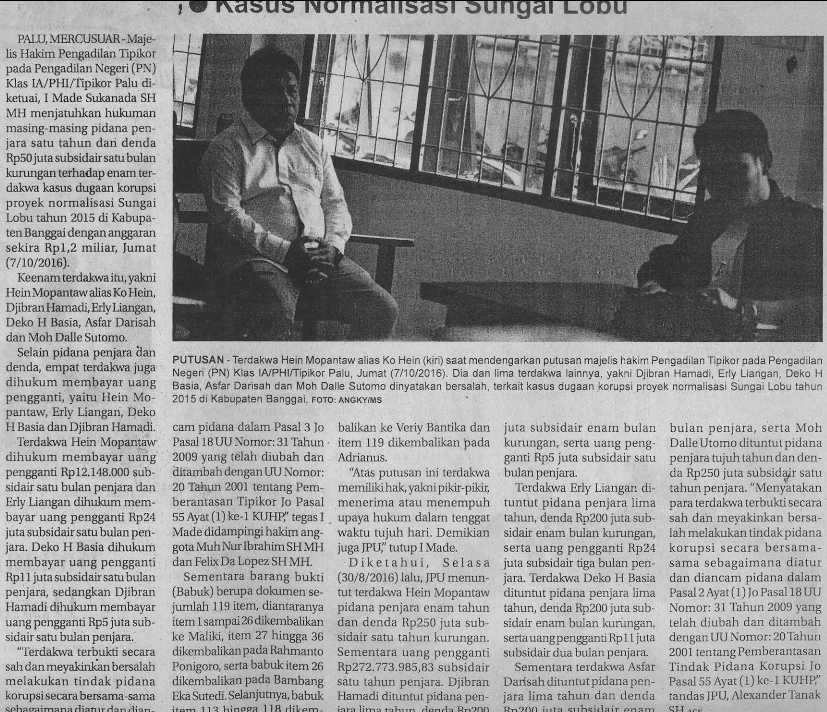 ; ● Kasus Normalisasi Sungai Lobu
PALU, MERCUSUAR - Maje-
lis Hakim Pengadilan Tipikor
pada Pengadilan Negeri (PN)
Klas IA/PHI/Tipikor Palu di-
ketuai, I Made Sukanada SH
MH menjatuhkan hukuman
masing-masing pidana pen-
jara satu tahun dan denda
Rp50 juta subsidair satu bulan
kurungan terhadap enam ter-
dakwa kasus dugaan korupsi
proyek normalisasi Sungai
Lobu tahun 2015 di Kabupa-
ten Banggai dengan anggaran
sekira Rp1,2 miliar, Jumat
(7/10/2016).
Keenam terdakwa itu, yakni
Hein Mopantaw alias Ko Hein,
Djibran Hamadi, Erly Liangan,
Deko H Basia, Asfar Darisah
dan Moh Dalle Sutomo.
Selain pidana penjara dan
denda, empat terdakwa juga
dihukum membayar uang
pengganti, yaitu Hein Mo-
pantaw, Erly Liangan, Deko
H Basia dan Djibran Hamadi.
Terdakwa Hein Mopantaw
dihukum membayar uang
pengganti Rp12.148.000 sub-
sidair satu bulan penjara dan
Erly Liangan dihukum mem-
bayar uang pengganti Rp24
juta subsidair satu bulan pen-
jara. Deko H Basia dihukum
membayar uang pengganti
Rp11 juta subsidair satu bulan
penjara, sedangkan Djibran
Hamadi dihukum membayar
uang pengganti Rp5 juta sub-
sidair satu bulan penjara.
"Terdakwa terbukti secara
sah dan meyakinkan bersalah
melakukan tindak pidana
korupsi secara bersama-sama
sebagaimana diatur dan dian-
PUTUSAN - Terdakwa Hein Mopantaw alias Ko Hein (kiri) saat mendengarkan putusan majelis hakim Pengadilan Tipikor pada Pengadilan
Negeri (PN) Klas IA/PHI/Tipikor Palu, Jumat (7/10/2016). Dia dan lima terdakwa lainnya, yakni Djibran Hamadi, Erly Liangan, Deko H
Basia, Asfar Darisah dan Moh Dalle Sutomo dinyatakan bersalah, terkait kasus dugaan korupsi proyek normalisasi Sungai Lobu tahun
2015 di Kabupaten Banggai. FOTO: ANGKY/MS
cam pidana dalam Pasal 3 Jo
Pasal 18 UU Nomor: 31 Tahun
2009 yang telah diubah dan
ditambah dengan UU Nomor:
20 Tahun 2001 tentang Pem-
berantasan Tipikor Jo Pasal
55 Ayat (1) ke-1 KUHP," tegas I
Made didampingi hakim ang-
gota Muh Nur Ibrahim SH MH
dan Felix Da Lopez SH MH.
Sementara barang bukti
(Babuk) berupa dokumen se-
jumlah 119 item, diantaranya
item 1 sampai 26 dikembalikan
ke Maliki, item 27 hingga 36
dikembalikan pada Rahmanto
Ponigoro, serta babuk item 26
dikembalikan pada Bambang
Eka Sutedi. Selanjutnya, babuk
item 113 hingga 118 dikem-
balikan ke Veriy Bantika dan
item 119 dikembalikan pada
Adrianus.
"Atas putusan ini terdakwa
memiliki hak, yakni pikir-pikir,
menerima atau menempuh
upaya hukum dalam tenggat
waktu tujuh hari. Demikian
juga JPU," tutup I Made.
Diketahui, Selasa
(30/8/2016) lalu, JPU menun-
tut terdakwa Hein Mopantaw
pidana penjara enam tahun
dan denda Rp250 juta sub-
sidair satu tahun kurungan.
Sementara uang pengganti
Rp272.773.985,83 subsidair
satu tahun penjara. Djibran
Hamadi dituntut pidana pen-
jara lima tahun, denda Rp200
juta subsidair enam bulan
kurungan, serta uang peng-
ganti Rp5 juta subsidair satu
bulan penjara.
Terdakwa Erly Liangan di-
tuntut pidana penjara lima
tahun, denda Rp200 juta sub-
sidair enam bulan kurungan,
serta uang pengganti Rp24
juta subsidair tiga bulan pen-
jara. Terdakwa Deko H Basia
dituntut pidana penjara lima
tahun, denda Rp200 juta sub-
sidair enam bulan kurungan,
serta uang pengganti Rp11 juta
subsidair dua bulan penjara.
Sementara terdakwa Asfar
Darisah dituntut pidana pen-
jara lima tahun dan denda
Rp200 juta subsidair enam
bulan penjara, serta Moh
Dalle Utomo dituntut pidana
penjara tujuh tahun dan den-
da Rp250 juta subsidair satu
tahun penjara. "Menyatakan
para terdakwa terbukti secara
sah dan meyakinkan bersa-
lah melakukan tindak pidana
korupsi secara bersama-
sama sebagaimana diatur
dan diancam pidana dalam
Pasal 2 Ayat (1) Jo Pasal 18 UU
Nomor: 31 Tahun 2009 yang
telah diubah dan ditambah
dengan UU Nomor: 20 Tahun
2001 tentang Pemberantasan
Tindak Pidana Korupsi Jo
Pasal 55 Ayat (1) ke-1 KUHP,"
tandas JPU, Alexander Tanak
SH. AGK